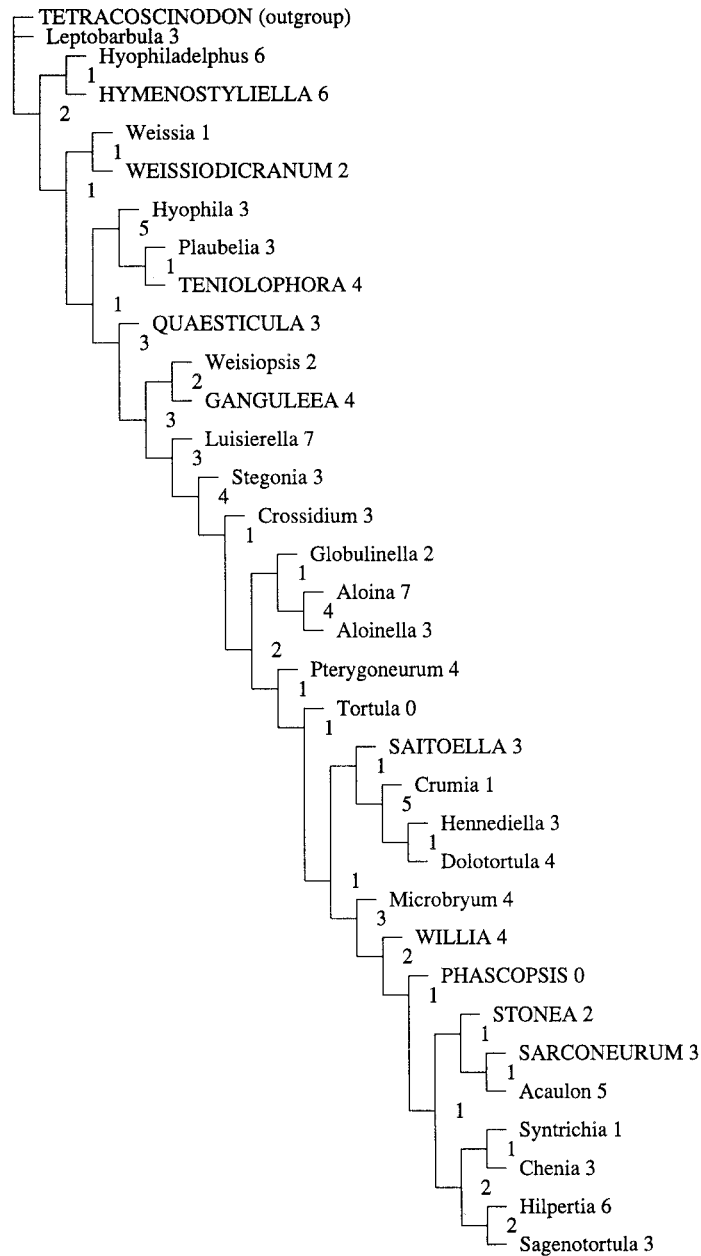 TETRACOSCINODON (outgroup)
Leptobarbula 3
Hyophiladelphus 6
1
HYMENOSTYLIELLA 6
2
Weissia 1
1
WEISSIODICRANUM 2
1
Hyophila 3
5
Plaubelia 3
1
TENIOLOPHORA 4
1
QUAESTICULA 3
3
Weisiopsis 2
2
GANGULEEA 4
3
Luisierella 7
3
Stegonia 3
4
Crossidium 3
1
Globulinella 2
1
Aloina 7
4
Aloinella 3
2
Pterygoneurum 4
1
Tortula 0
1
SAITOELLA 3
1
Crumia 1
5
Hennediella 3
1
Dolotortula 4
1
Microbryum 4
3
WILLIA 4
2
PHASCOPSIS 0
1
STONEA 2
1
SARCONEURUM 3
1
Acaulon 5
1
Syntrichia 1
1
Chenia 3
2
Hilpertia 6
2
Sagenotortula 3